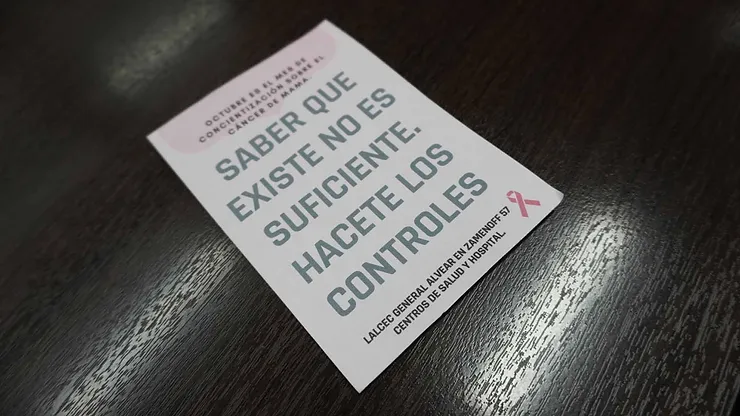 OCTUBRE ES EL MES DE
CONCIENTIZACIÓN SOBRE EL
CÁNCER DE MAMA.
SABER QUE
EXISTE NO ES
SUFICIENTE.
HACETE LOS
CONTROLES
LALCEC GENERAL ALVEAR EN ZAMENOFF 57
CENTROS DE SALUD Y HOSPITAL.